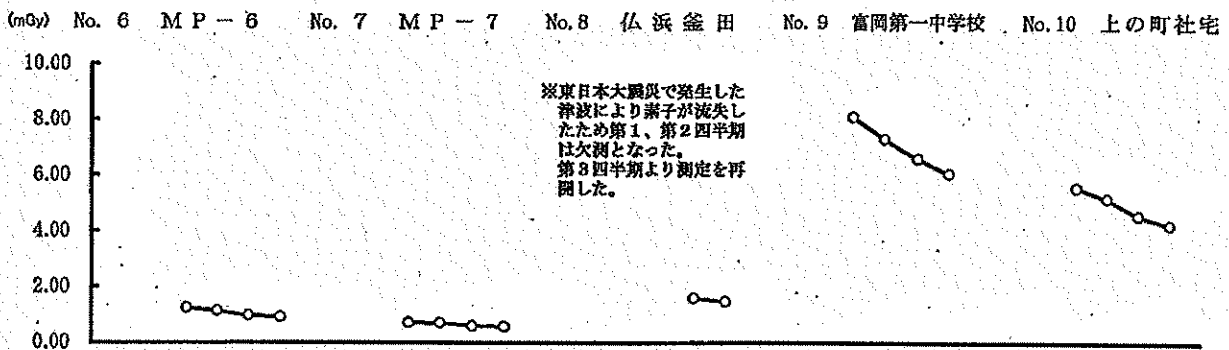 (mGy) No. 6 MP-6 No. 7 MP-7 No.8 仏浜釜田 No. 9 富岡第一中学校 No.10 上の町社宅
10.00
8.00
6.00
4.00
2.00
0.00
※東日本大震災で発生した
津波により素子が流失し
たため第1、第2四半期
は欠測となった。
第3四半期より測定を再
開した。